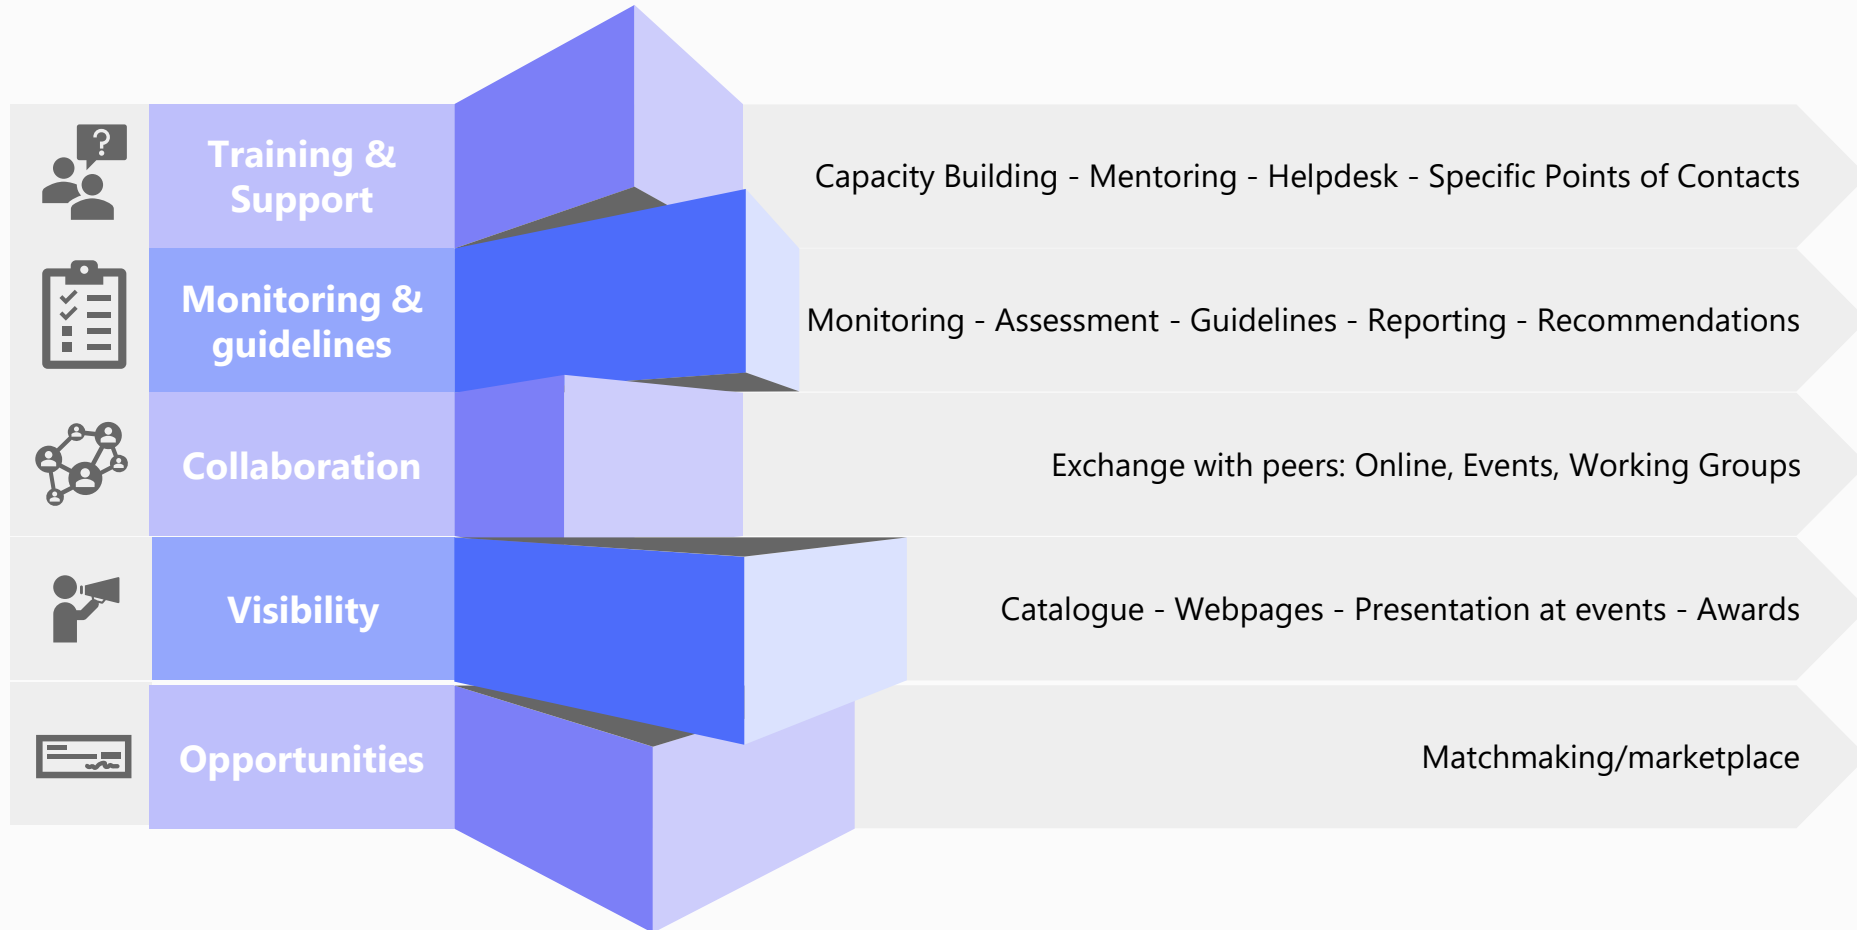 ?
Training &
Support
Capacity Building - Mentoring - Helpdesk - Specific Points of Contacts
Monitoring &
guidelines
Monitoring - Assessment - Guidelines - Reporting - Recommendations
Collaboration
Exchange with peers: Online, Events, Working Groups
Visibility
Catalogue - Webpages - Presentation at events - Awards
Opportunities
Matchmaking/marketplace